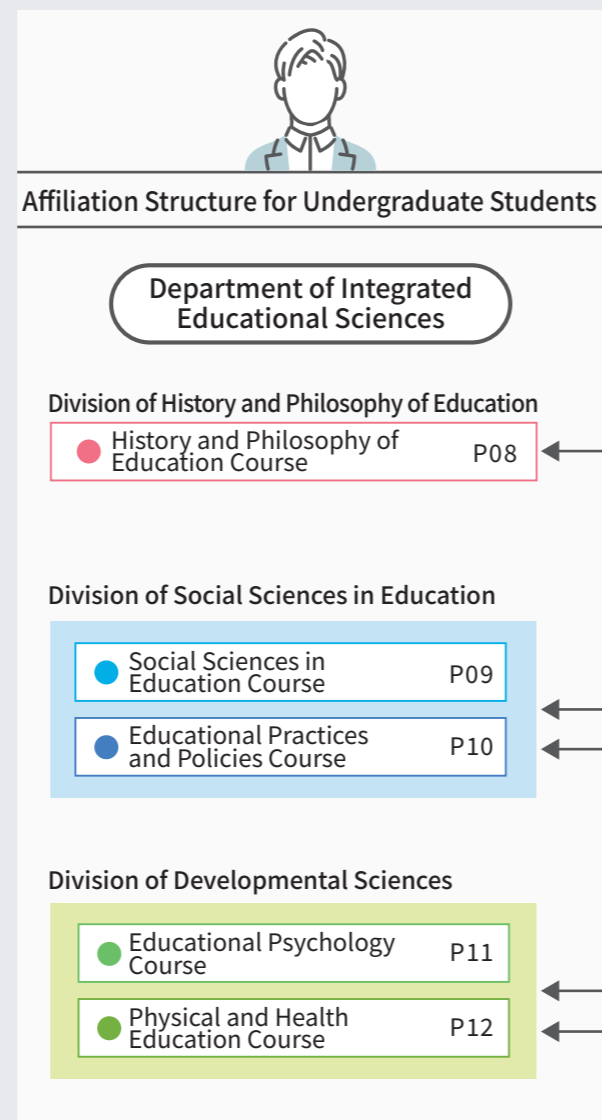 Affiliation Structure for Undergraduate Students
Department of Integrated
Educational Sciences
Division of History and Philosophy of Education
History and Philosophy of
Education Course P08
Division of Social Sciences in Education
Social Sciences in
Education Course P09
Educational Practices
and Policies Course P10
Division of Developmental Sciences
Educational Psychology
Course P11
Physical and Health
Education Course P12